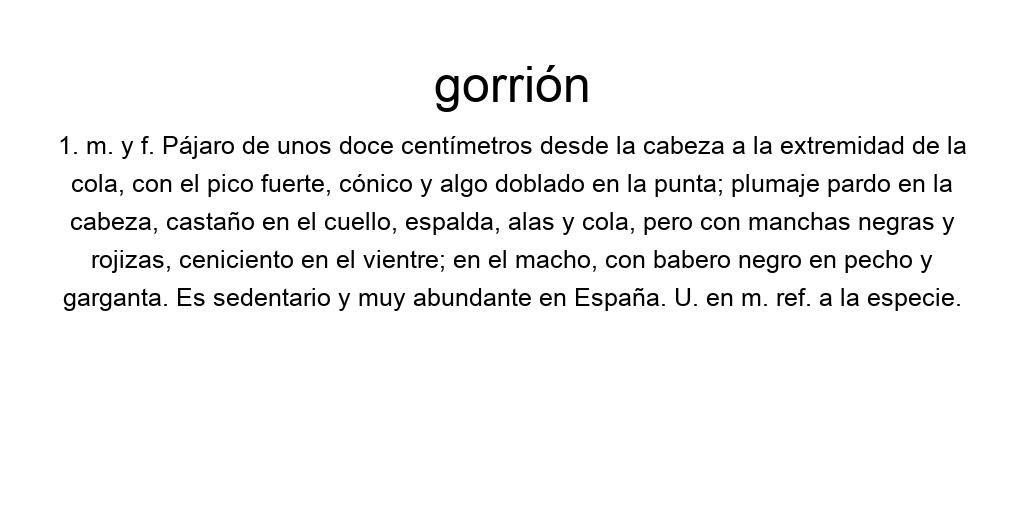 gorrión
1. m. y f. Pájaro de unos doce centímetros desde la cabeza a la extremidad de la
cola, con el pico fuerte, cónico y algo doblado en la punta; plumaje pardo en la
cabeza, castaño en el cuello, espalda, alas y cola, pero con manchas negras y
rojizas, ceniciento en el vientre; en el macho, con babero negro en pecho y
garganta. Es sedentario y muy abundante en España. U. en m. ref. a la especie.